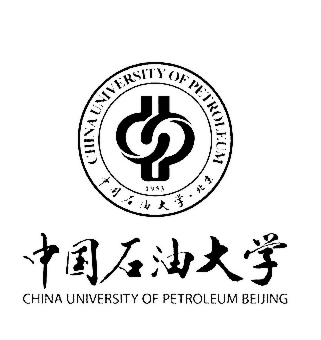 CHINA UNIVERSITY OF PETROLEUM
1953
中国石油大学·北京
中国石油大学
CHINA UNIVERSITY OF PETROLEUM BEIJING